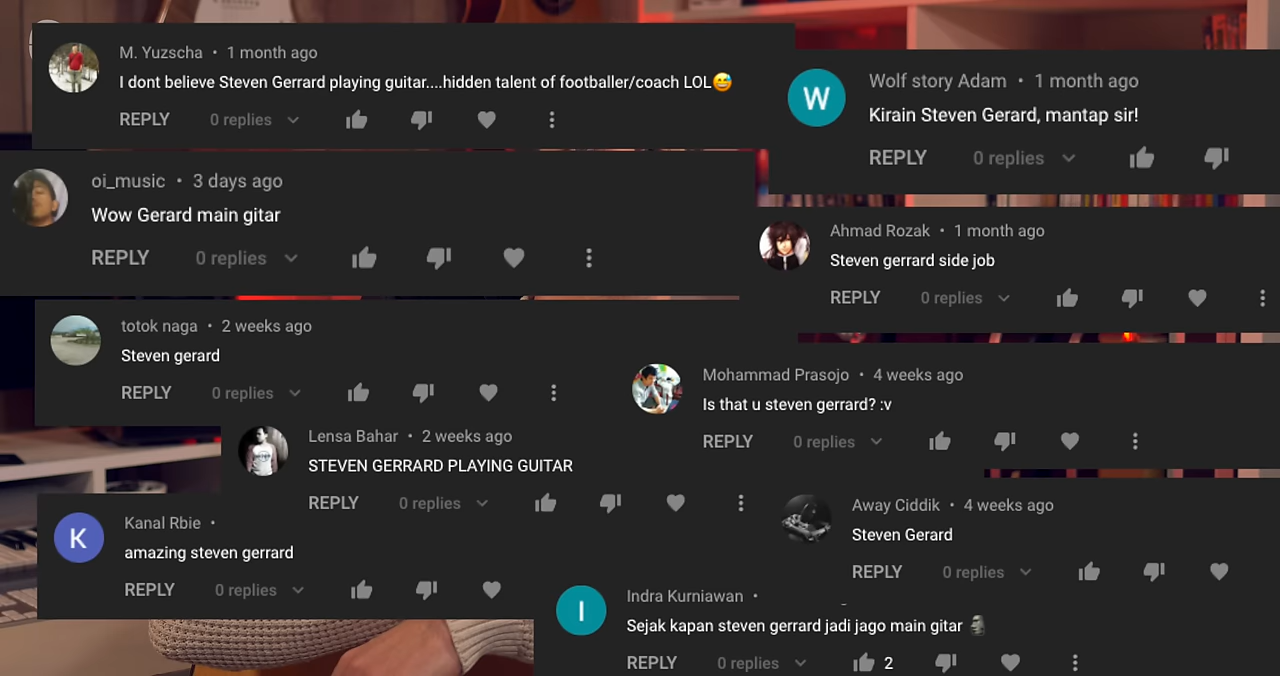 M. Yuzscha • 1 month ago
I dont believe Steven Gerrard playing guitar....hidden talent of footballer/coach LOL😅
REPLY 0 replies
Wolf story Adam • 1 month ago
Kirain Steven Gerard, mantap sir!
REPLY 0 replies
oi_music • 3 days ago
Wow Gerard main gitar
REPLY 0 replies
Ahmad Rozak • 1 month ago
Steven gerrard side job
REPLY 0 replies
totok naga • 2 weeks ago
Steven gerard
REPLY 0 replies
Mohammad Prasojo • 4 weeks ago
Is that u steven gerrard? :v
REPLY 0 replies
Lensa Bahar • 2 weeks ago
STEVEN GERRARD PLAYING GUITAR
REPLY 0 replies
Away Ciddik • 4 weeks ago
Steven Gerard
REPLY 0 replies
Kanal Rbie •
amazing steven gerrard
REPLY 0 replies
Indra Kurniawan •
Sejak kapan steven gerrard jadi jago main gitar 🗿
REPLY 0 replies 2
W
K
I